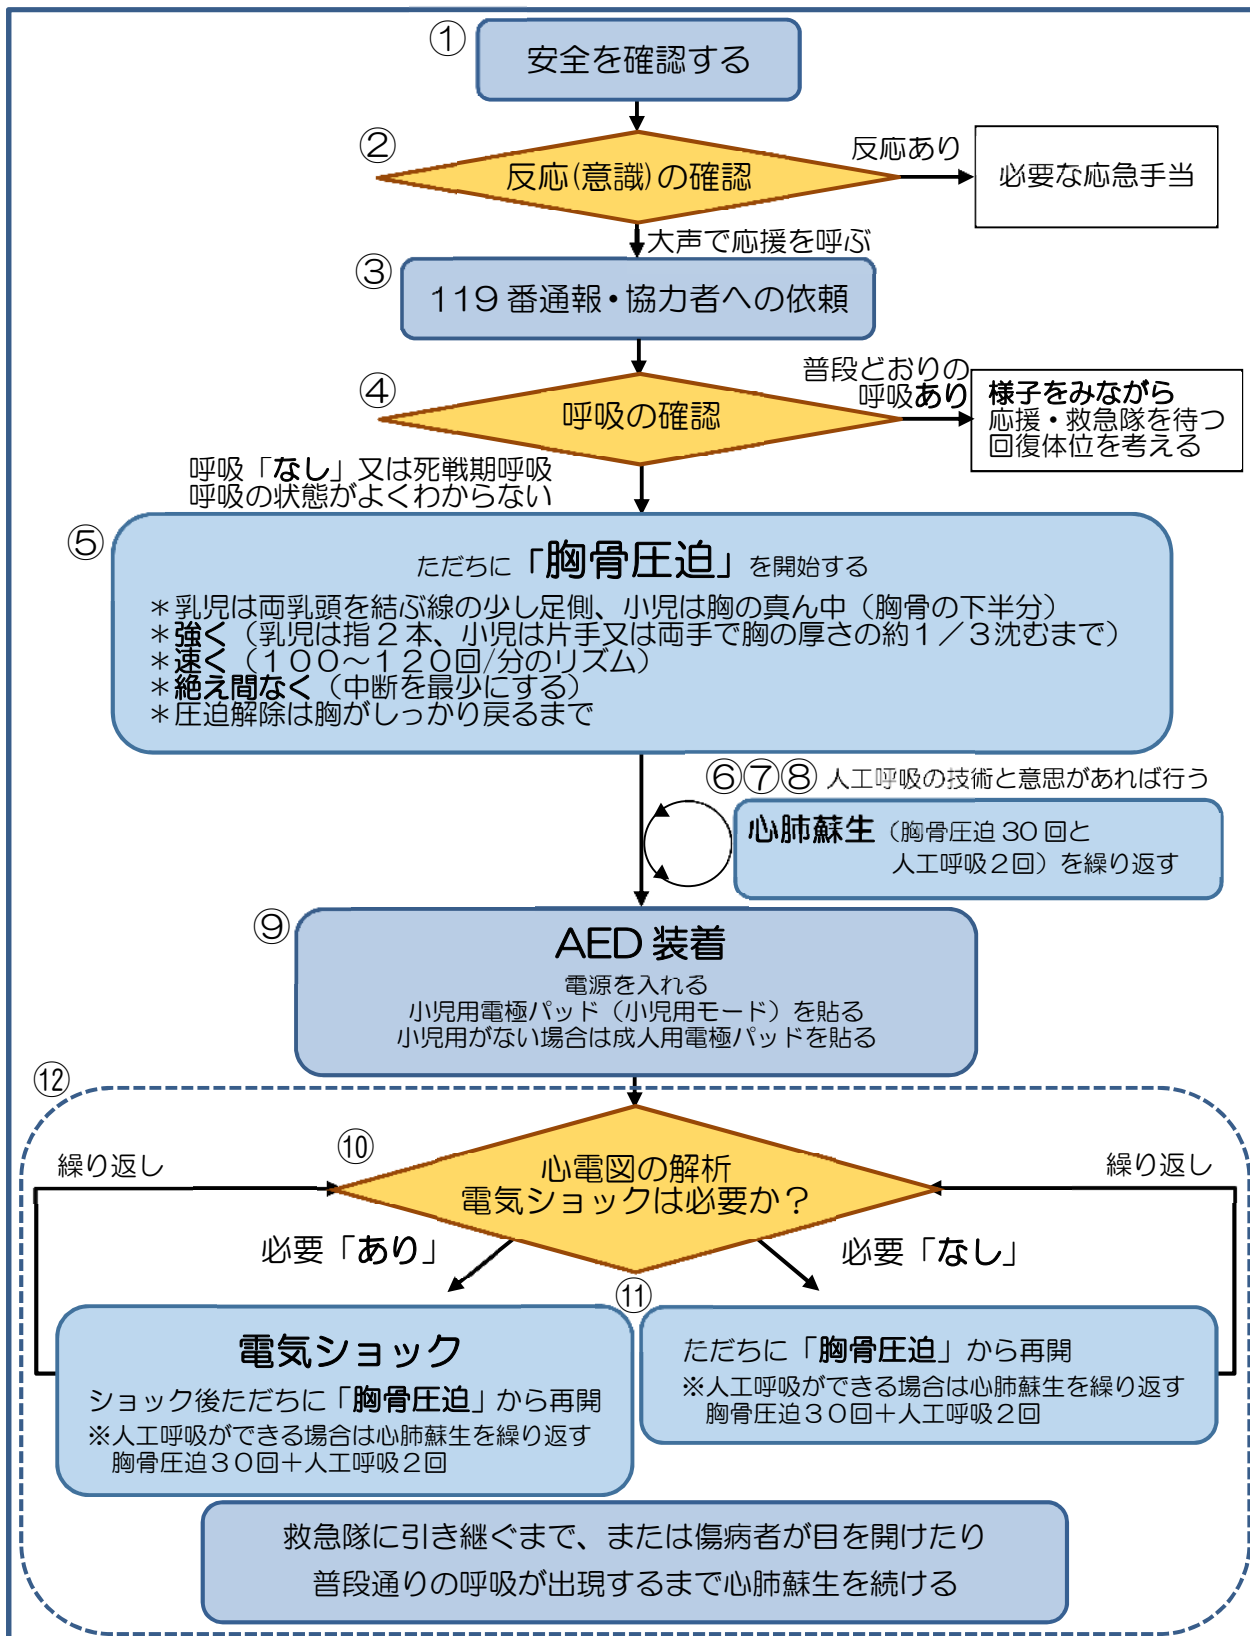 ①
安全を確認する
②
反応(意識)の確認
反応あり
必要な応急手当
大声で応援を呼ぶ
③
119番通報・協力者への依頼
④
呼吸の確認
普段どおりの
呼吸あり
様子をみながら
応援・救急隊を待つ
回復体位を考える
呼吸「なし」又は死戦期呼吸
呼吸の状態がよくわからない
⑤
ただちに「胸骨圧迫」を開始する
＊乳児は両乳頭を結ぶ線の少し足側、小児は胸の真ん中（胸骨の下半分）
＊強く（乳児は指２本、小児は片手又は両手で胸の厚さの約１／３沈むまで）
＊速く（１００～１２０回/分のリズム）
＊絶え間なく（中断を最少にする）
＊圧迫解除は胸がしっかり戻るまで
⑥⑦⑧ 人工呼吸の技術と意思があれば行う
心肺蘇生（胸骨圧迫30回と
人工呼吸２回）を繰り返す
⑨
AED装着
電源を入れる
小児用電極パッド（小児用モード）を貼る
小児用がない場合は成人用電極パッドを貼る
⑫
⑩
心電図の解析
電気ショックは必要か？
繰り返し
繰り返し
必要「あり」
必要「なし」
⑪
電気ショック
ショック後ただちに「胸骨圧迫」から再開
※人工呼吸ができる場合は心肺蘇生を繰り返す
胸骨圧迫３０回＋人工呼吸２回
ただちに「胸骨圧迫」から再開
※人工呼吸ができる場合は心肺蘇生を繰り返す
胸骨圧迫３０回＋人工呼吸２回
救急隊に引き継ぐまで、または傷病者が目を開けたり
普段通りの呼吸が出現するまで心肺蘇生を続ける